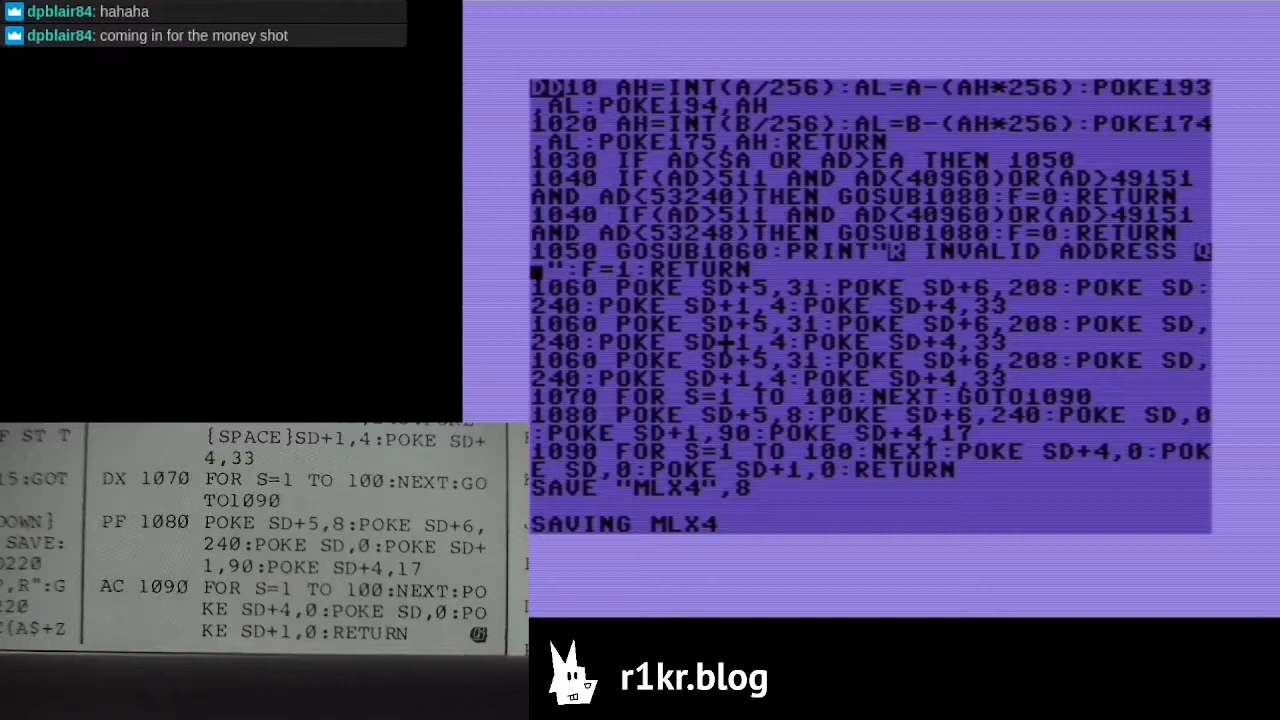 dpblair84: hahaha
dpblair84: coming in for the money shot
DD10 AH=INT(A/256):AL=A-(AH*256):POKE193
,AL:POKE194,AH
1020 AH=INT(B/256):AL=B-(AH*256):POKE174
,AL:POKE175,AH:RETURN
1030 IF AD<SA OR AD>EA THEN 1050
1040 IF(AD>511 AND AD<40960)OR(AD>49151
AND AD<53240)THEN GOSUB1080:F=0:RETURN
1040 IF(AD>511 AND AD<40960)OR(AD>49151
AND AD<53248)THEN GOSUB1080:F=0:RETURN
1050 GOSUB1060:PRINT"R INVALID ADDRESS Q
":F=1:RETURN
1060 POKE SD+5,31:POKE SD+6,208:POKE SD:
240:POKE SD+1,4:POKE SD+4,33
1060 POKE SD+5,31:POKE SD+6,208:POKE SD,
240:POKE SD+1,4:POKE SD+4,33
1060 POKE SD+5,31:POKE SD+6,208:POKE SD,
240:POKE SD+1,4:POKE SD+4,33
1070 FOR S=1 TO 100:NEXT:GOTO1090
1080 POKE SD+5,8:POKE SD+6,240:POKE SD,0
:POKE SD+1,90:POKE SD+4,17
1090 FOR S=1 TO 100:NEXT:POKE SD+4,0:POK
E SD,0:POKE SD+1,0:RETURN
SAVE "MLX4",8
SAVING MLX4
F ST T
15:GOT
DOWN}
SAVE:
0220
P,R":G
220
C(A$+Z
{SPACE}SD+1,4:POKE SD+
4,33
DX 1070 FOR S=1 TO 100:NEXT:GO
TO1090
PF 1080 POKE SD+5,8:POKE SD+6,
240:POKE SD,0:POKE SD+
1,90:POKE SD+4,17
AC 1090 FOR S=1 TO 100:NEXT:PO
KE SD+4,0:POKE SD,0:PO
KE SD+1,0:RETURN
r1kr.blog